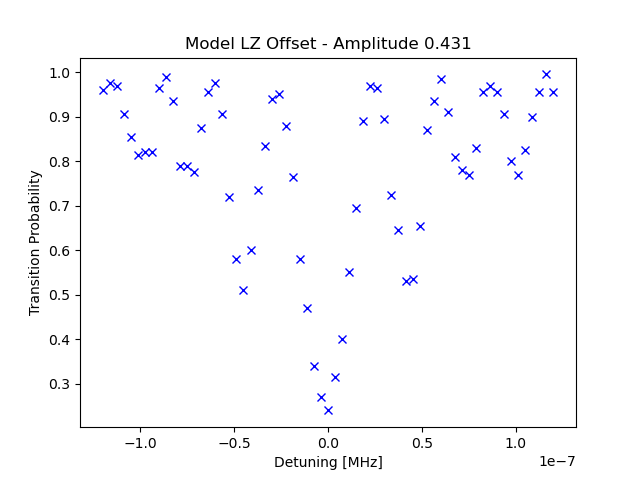 Model LZ Offset - Amplitude 0.431
Transition Probability
1.0
0.9
0.8
0.7
0.6
0.5
0.4
0.3
−1.0 −0.5 0.0 0.5 1.0
1e−7
Detuning [MHz]